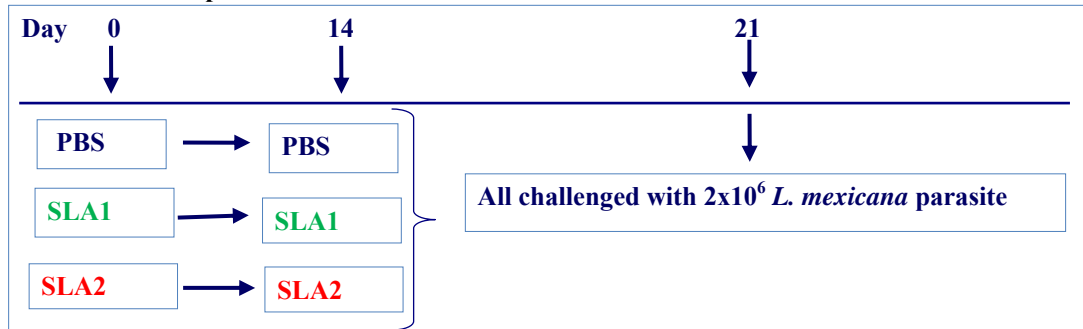 Day 0 14 21
PBS PBS
SLA1 SLA1
SLA2 SLA2
All challenged with 2x10⁶ L. mexicana parasite